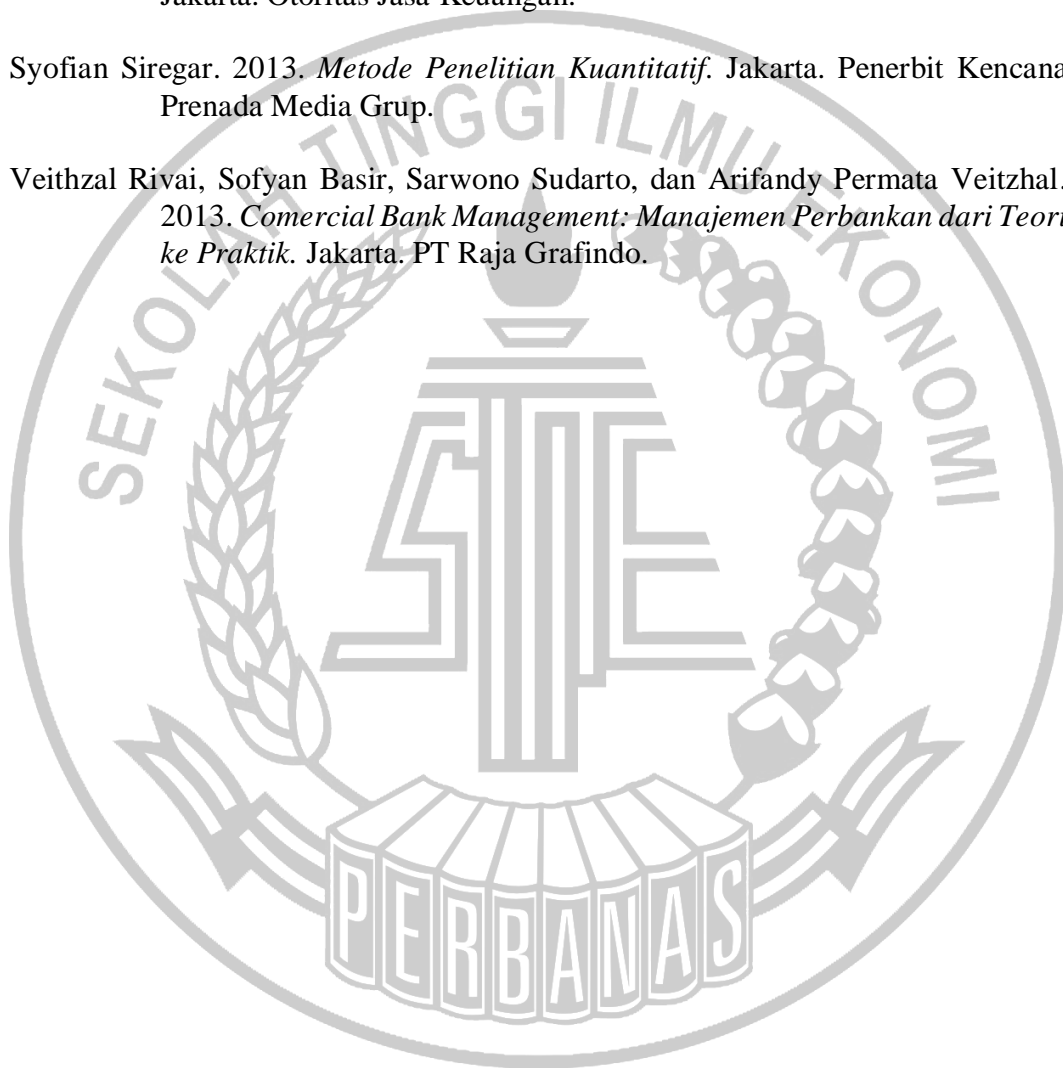 Jakarta. Otoritas Jasa Keuangan.
Syofian Siregar. 2013. Metode Penelitian Kuantitatif. Jakarta. Penerbit Kencana
Prenada Media Grup.
Veithzal Rivai, Sofyan Basir, Sarwono Sudarto, dan Arifandy Permata Veitzhal.
2013. Comercial Bank Management: Manajemen Perbankan dari Teori
ke Praktik. Jakarta. PT Raja Grafindo.
SEKOLAH TINGGI ILMU EKONOMI
STIE
PERBANAS